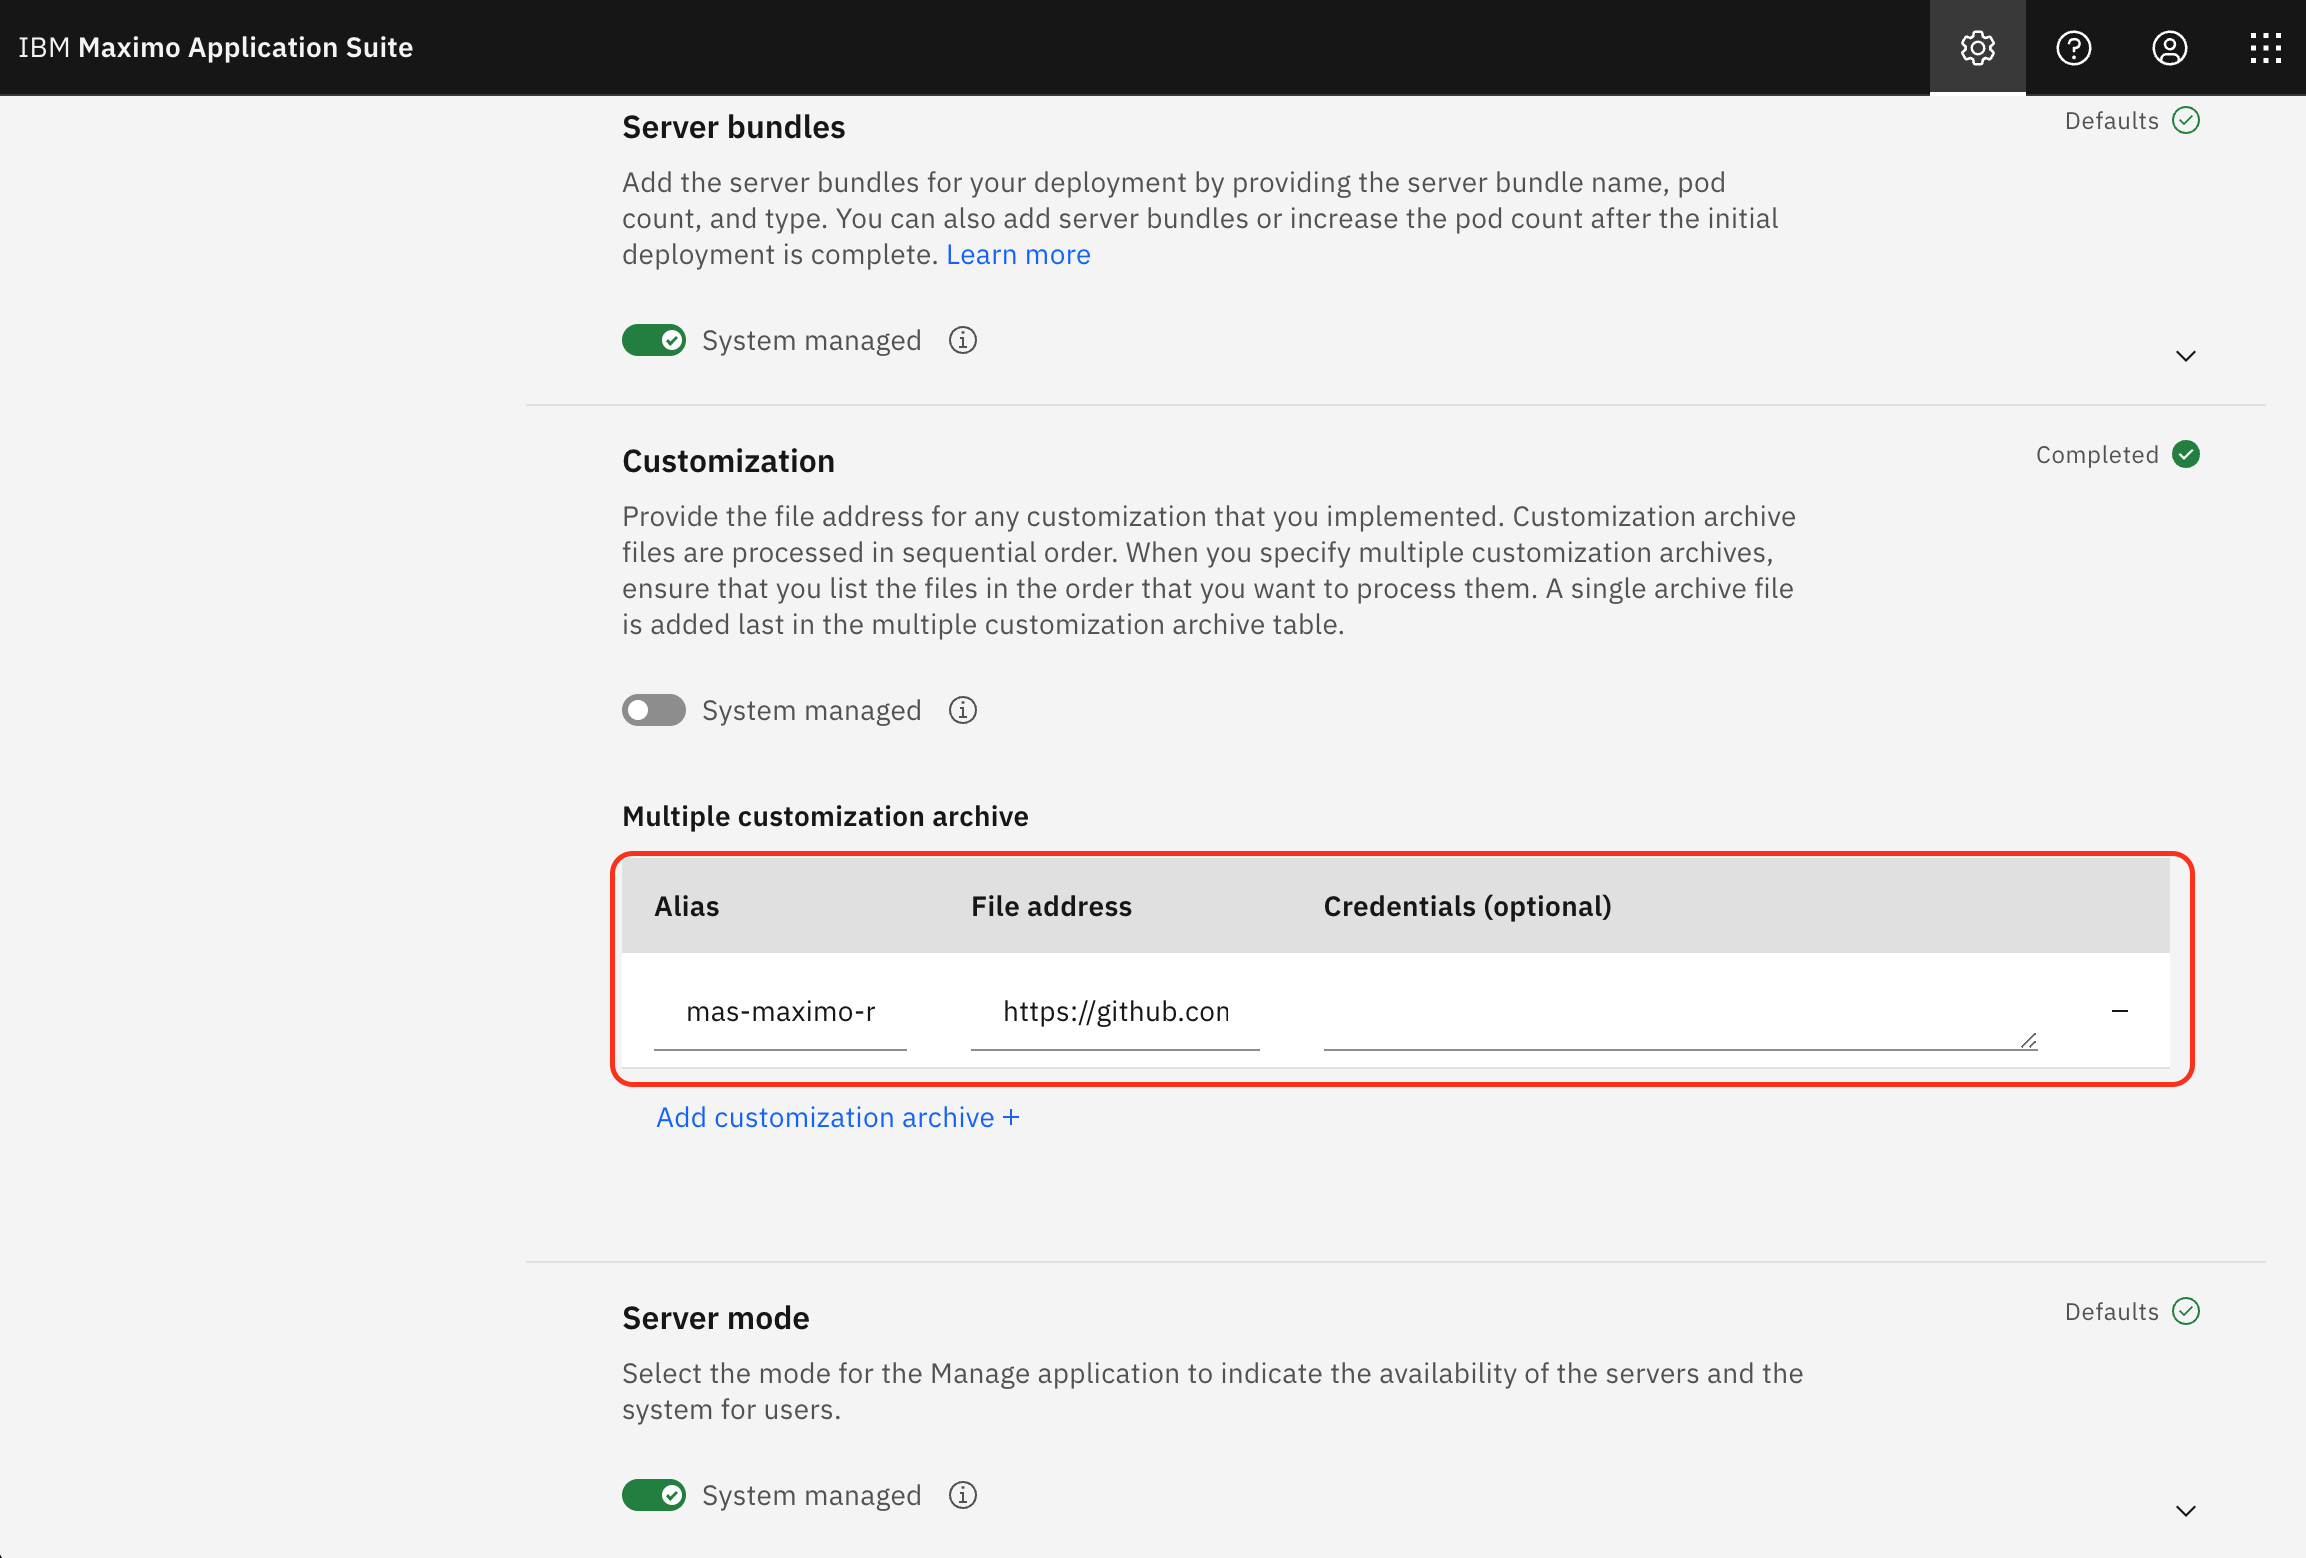 IBM Maximo Application Suite
Server bundles
Defaults
Add the server bundles for your deployment by providing the server bundle name, pod
count, and type. You can also add server bundles or increase the pod count after the initial
deployment is complete. Learn more
System managed
Customization
Completed
Provide the file address for any customization that you implemented. Customization archive
files are processed in sequential order. When you specify multiple customization archives,
ensure that you list the files in the order that you want to process them. A single archive file
is added last in the multiple customization archive table.
System managed
Multiple customization archive
Alias File address Credentials (optional)
mas-maximo-r https://github.con
Add customization archive +
Server mode
Defaults
Select the mode for the Manage application to indicate the availability of the servers and the
system for users.
System managed